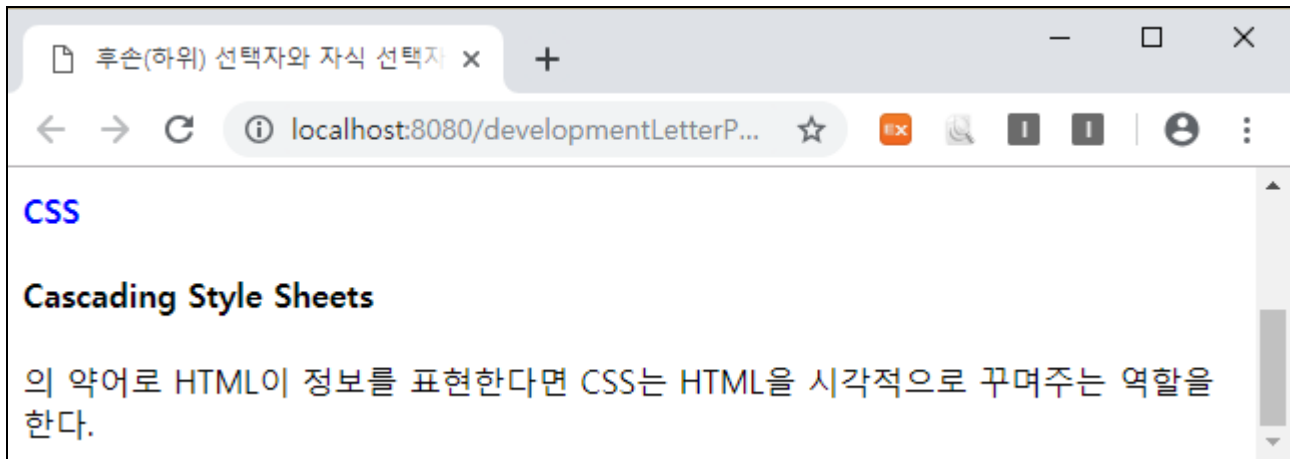 후손(하위) 선택자와 자식 선택자
localhost:8080/developmentLetterP...
CSS
Cascading Style Sheets
의 약어로 HTML이 정보를 표현한다면 CSS는 HTML을 시각적으로 꾸며주는 역할을
한다.